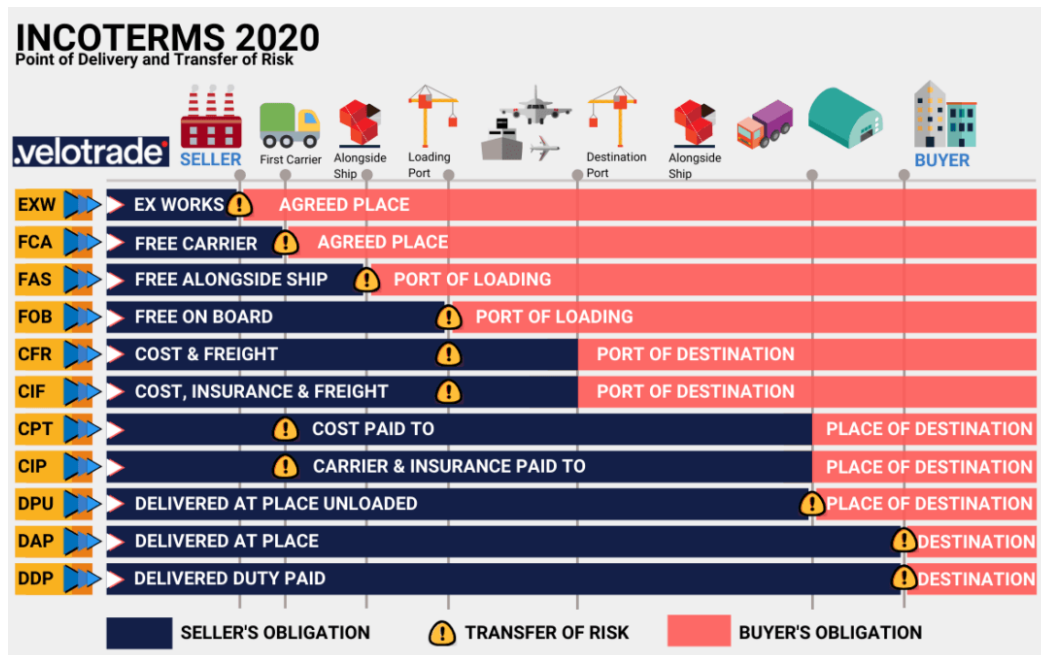 INCOTERMS 2020
Point of Delivery and Transfer of Risk
.velotrade
SELLER
First Carrier
Alongside
Ship
Loading
Port
Destination
Port
Alongside
Ship
BUYER
EXW EX WORKS AGREED PLACE
FCA FREE CARRIER AGREED PLACE
FAS FREE ALONGSIDE SHIP PORT OF LOADING
FOB FREE ON BOARD PORT OF LOADING
CFR COST & FREIGHT PORT OF DESTINATION
CIF COST, INSURANCE & FREIGHT PORT OF DESTINATION
CPT COST PAID TO PLACE OF DESTINATION
CIP CARRIER & INSURANCE PAID TO PLACE OF DESTINATION
DPU DELIVERED AT PLACE UNLOADED PLACE OF DESTINATION
DAP DELIVERED AT PLACE DESTINATION
DDP DELIVERED DUTY PAID DESTINATION
SELLER'S OBLIGATION TRANSFER OF RISK BUYER'S OBLIGATION